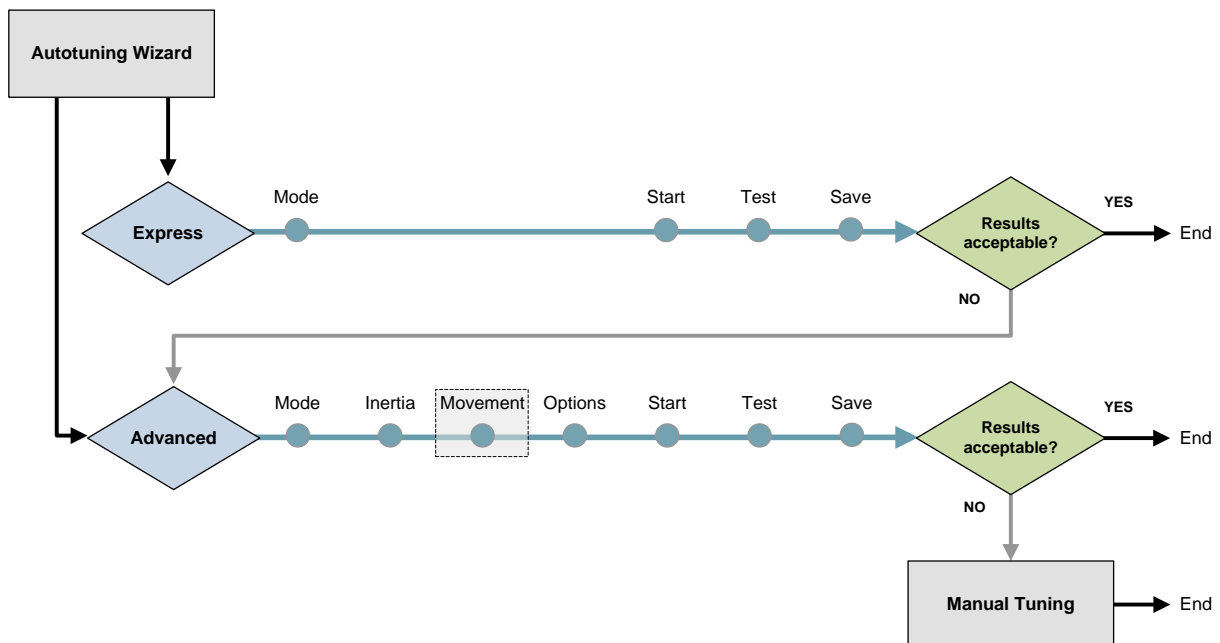 Autotuning Wizard
Mode
Start
Test
Save
Express
Results
acceptable?
YES
End
NO
Mode
Inertia
Movement
Options
Start
Test
Save
Advanced
Results
acceptable?
YES
End
NO
Manual Tuning
End